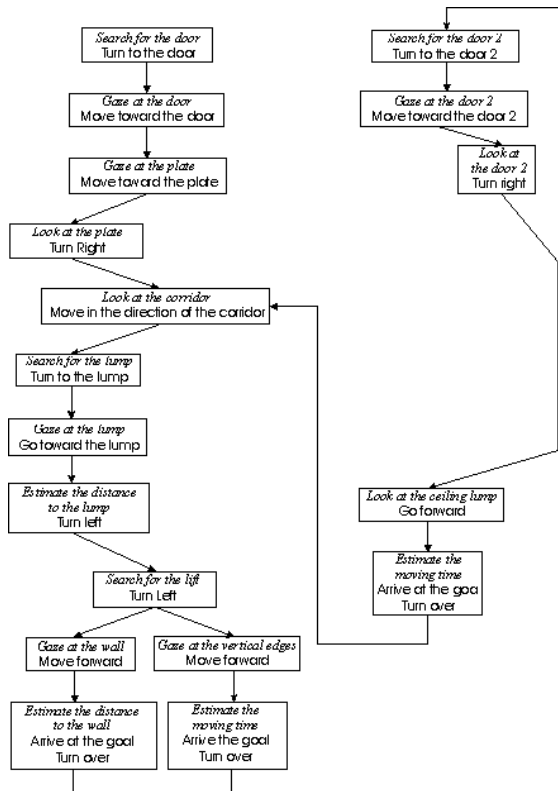 Search for the door
Turn to the door
Gaze at the door
Move toward the door
Gaze at the plate
Move toward the plate
Look at the plate
Turn Right
Look at the corridor
Move in the direction of the corridor
Search for the lump
Turn to the lump
Gaze at the lump
Go toward the lump
Estimate the distance
to the lump
Turn left
Search for the lift
Turn Left
Gaze at the wall
Move forward
Estimate the distance
to the wall
Arrive at the goal
Turn over
Gaze at the vertical edges
Move forward
Estimate the
moving time
Arrive the goal
Turn over
Search for the door 2
Turn to the door 2
Gaze at the door 2
Move toward the door 2
Look at
the door 2
Turn right
Look at the ceiling lump
Go forward
Estimate the
moving time
Arrive at the goal
Turn over